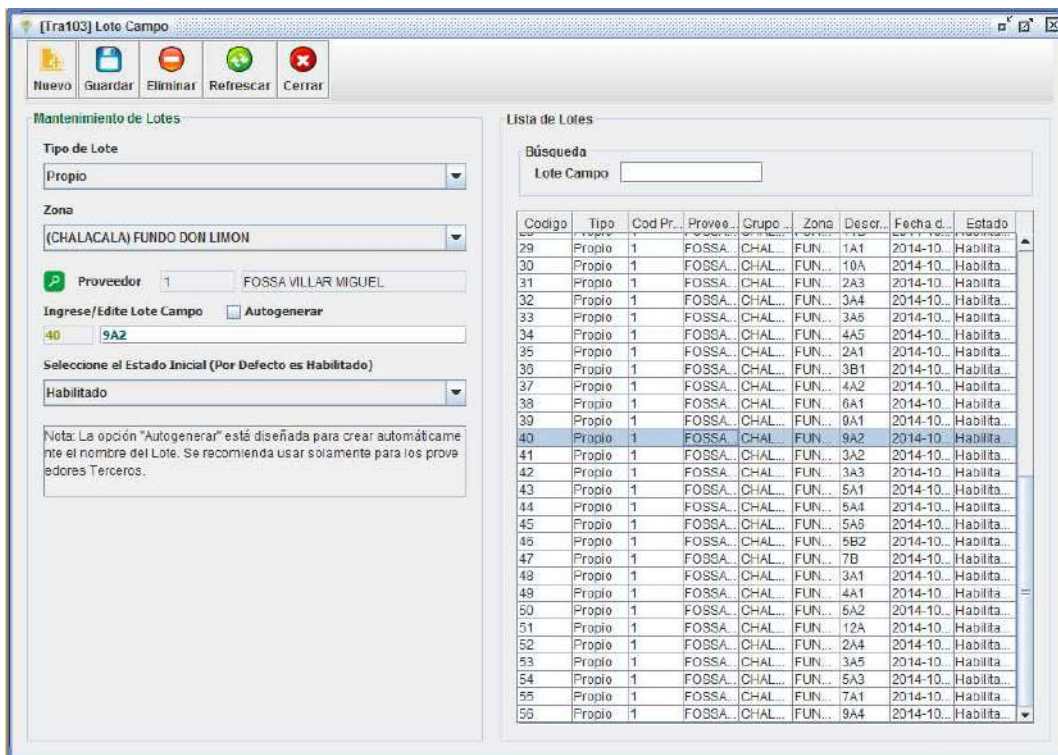 [Tra103] Lote Campo
Nuevo Guardar Eliminar Refrescar Cerrar
Mantenimiento de Lotes
Tipo de Lote
Propio
Zona
(CHALACALA) FUNDO DON LIMON
Proveedor 1 FOSSA VILLAR MIGUEL
Ingrese/Edite Lote Campo Autogenerar
40 9A2
Seleccione el Estado Inicial (Por Defecto es Habilitado)
Habilitado
Nota: La opción "Autogenerar" está diseñada para crear automáticame
nte el nombre del Lote. Se recomienda usar solamente para los prove
edores Terceros.
Lista de Lotes
Búsqueda
Lote Campo
Codigo Tipo Cod Pr... Provee... Grupo ... Zona Descr... Fecha d... Estado
29 Propio 1 FOSSA... CHAL... FUN... 1A1 2014-10... Habilita...
30 Propio 1 FOSSA... CHAL... FUN... 10A 2014-10... Habilita...
31 Propio 1 FOSSA... CHAL... FUN... 2A3 2014-10... Habilita...
32 Propio 1 FOSSA... CHAL... FUN... 3A4 2014-10... Habilita...
33 Propio 1 FOSSA... CHAL... FUN... 3A6 2014-10... Habilita...
34 Propio 1 FOSSA... CHAL... FUN... 4A5 2014-10... Habilita...
35 Propio 1 FOSSA... CHAL... FUN... 2A1 2014-10... Habilita...
36 Propio 1 FOSSA... CHAL... FUN... 3B1 2014-10... Habilita...
37 Propio 1 FOSSA... CHAL... FUN... 4A2 2014-10... Habilita...
38 Propio 1 FOSSA... CHAL... FUN... 6A1 2014-10... Habilita...
39 Propio 1 FOSSA... CHAL... FUN... 9A1 2014-10... Habilita...
40 Propio 1 FOSSA... CHAL... FUN... 9A2 2014-10... Habilita...
41 Propio 1 FOSSA... CHAL... FUN... 3A2 2014-10... Habilita...
42 Propio 1 FOSSA... CHAL... FUN... 3A3 2014-10... Habilita...
43 Propio 1 FOSSA... CHAL... FUN... 5A1 2014-10... Habilita...
44 Propio 1 FOSSA... CHAL... FUN... 5A4 2014-10... Habilita...
45 Propio 1 FOSSA... CHAL... FUN... 5A6 2014-10... Habilita...
46 Propio 1 FOSSA... CHAL... FUN... 5B2 2014-10... Habilita...
47 Propio 1 FOSSA... CHAL... FUN... 7B 2014-10... Habilita...
48 Propio 1 FOSSA... CHAL... FUN... 3A1 2014-10... Habilita...
49 Propio 1 FOSSA... CHAL... FUN... 4A1 2014-10... Habilita...
50 Propio 1 FOSSA... CHAL... FUN... 5A2 2014-10... Habilita...
51 Propio 1 FOSSA... CHAL... FUN... 12A 2014-10... Habilita...
52 Propio 1 FOSSA... CHAL... FUN... 2A4 2014-10... Habilita...
53 Propio 1 FOSSA... CHAL... FUN... 3A5 2014-10... Habilita...
54 Propio 1 FOSSA... CHAL... FUN... 5A3 2014-10... Habilita...
55 Propio 1 FOSSA... CHAL... FUN... 7A1 2014-10... Habilita...
56 Propio 1 FOSSA... CHAL... FUN... 9A4 2014-10... Habilita...